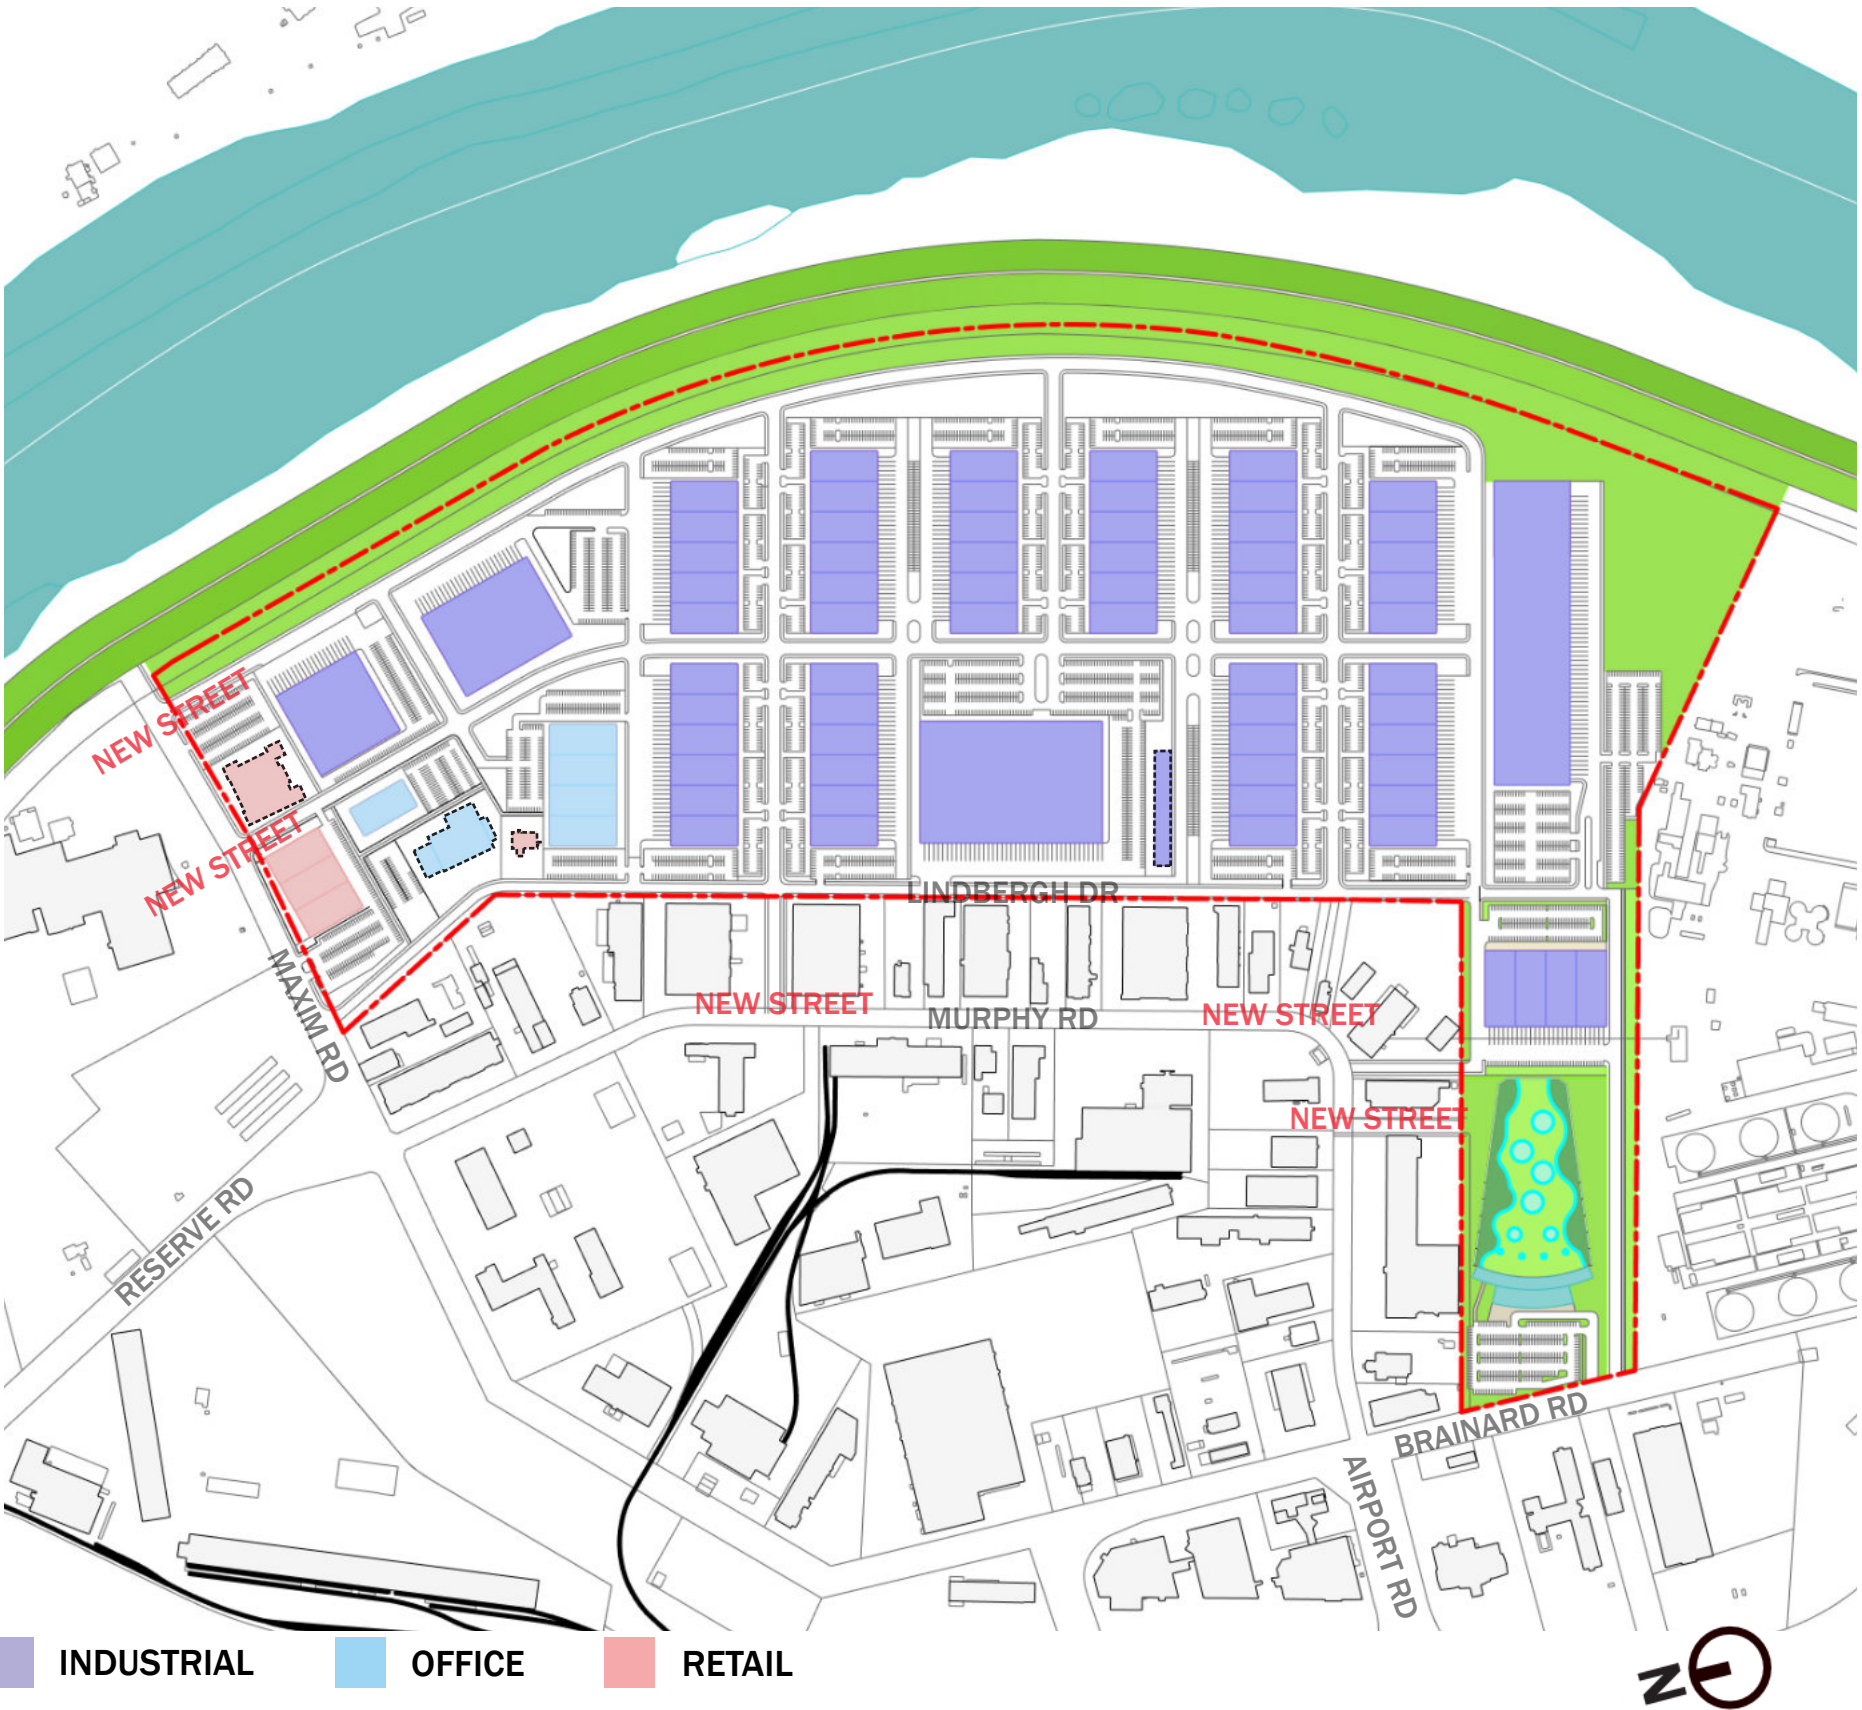 NEW STREET
NEW STREET
LINDBERGH DR
MAXIM RD
NEW STREET
MURPHY RD
NEW STREET
NEW STREET
RESERVE RD
BRAINARD RD
AIRPORT RD
INDUSTRIAL
OFFICE
RETAIL
N